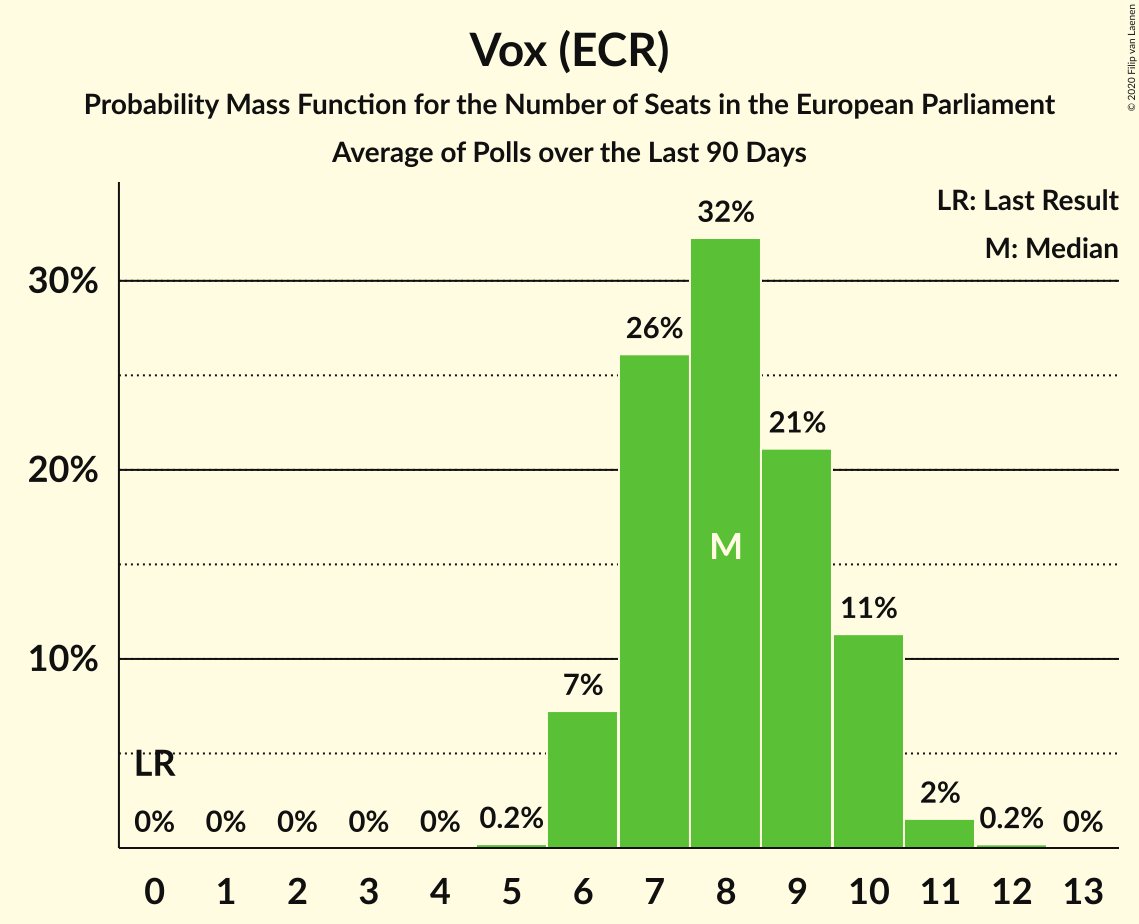 Vox (ECR)
Probability Mass Function for the Number of Seats in the European Parliament
Average of Polls over the Last 90 Days
© 2020 Filip van Laenen
LR: Last Result
M: Median
30%
20%
10%
LR
0%
0%
0%
0%
0%
0.2%
7%
26%
32%
M
21%
11%
2%
0.2%
0%
0 1 2 3 4 5 6 7 8 9 10 11 12 13